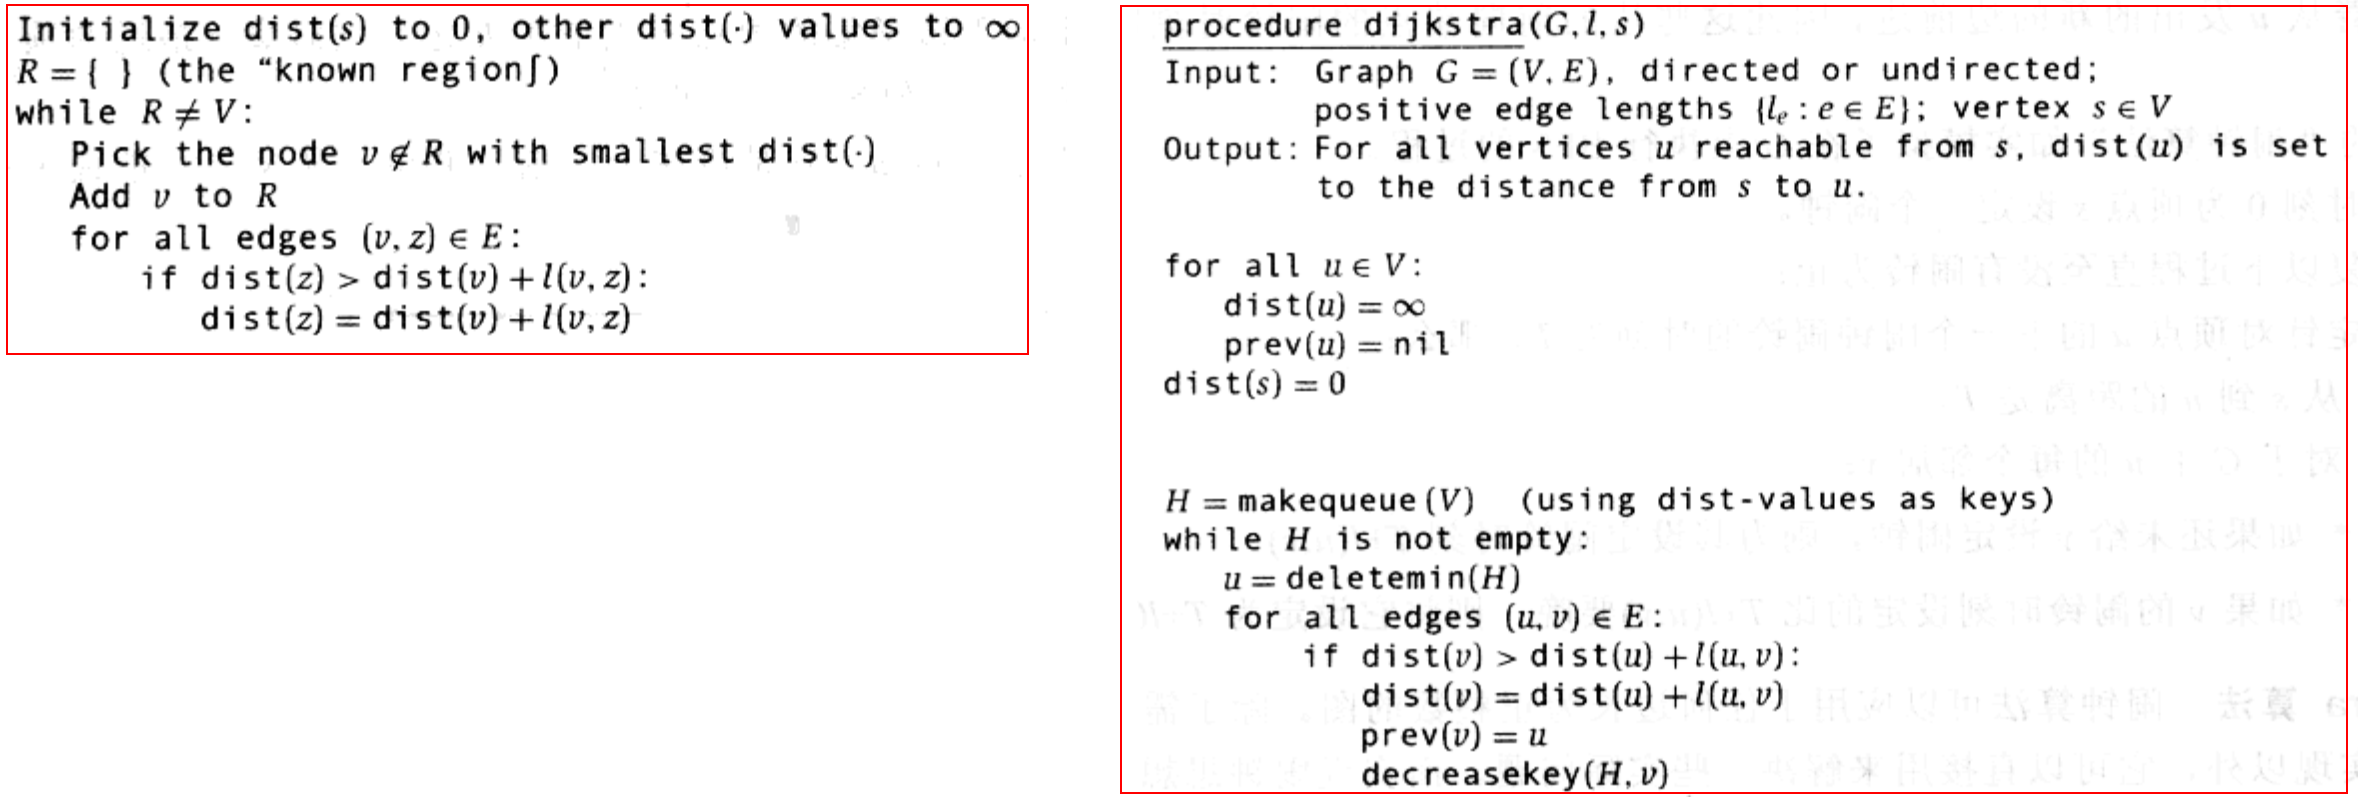 Initialize dist(s) to 0, other dist(·) values to ∞
R = { } (the “known region∫)
while R ≠ V:
Pick the node v ∉ R with smallest dist(·)
Add v to R
for all edges (v, z) ∈ E:
if dist(z) > dist(v) + l(v, z):
dist(z) = dist(v) + l(v, z)
procedure dijkstra(G, l, s)
Input: Graph G = (V, E), directed or undirected;
positive edge lengths {lₑ : e ∈ E}; vertex s ∈ V
Output: For all vertices u reachable from s, dist(u) is set
to the distance from s to u.
for all u ∈ V:
dist(u) = ∞
prev(u) = nil
dist(s) = 0
H = makequeue(V) (using dist-values as keys)
while H is not empty:
u = deletemin(H)
for all edges (u, v) ∈ E:
if dist(v) > dist(u) + l(u, v):
dist(v) = dist(u) + l(u, v)
prev(v) = u
decreasekey(H, v)